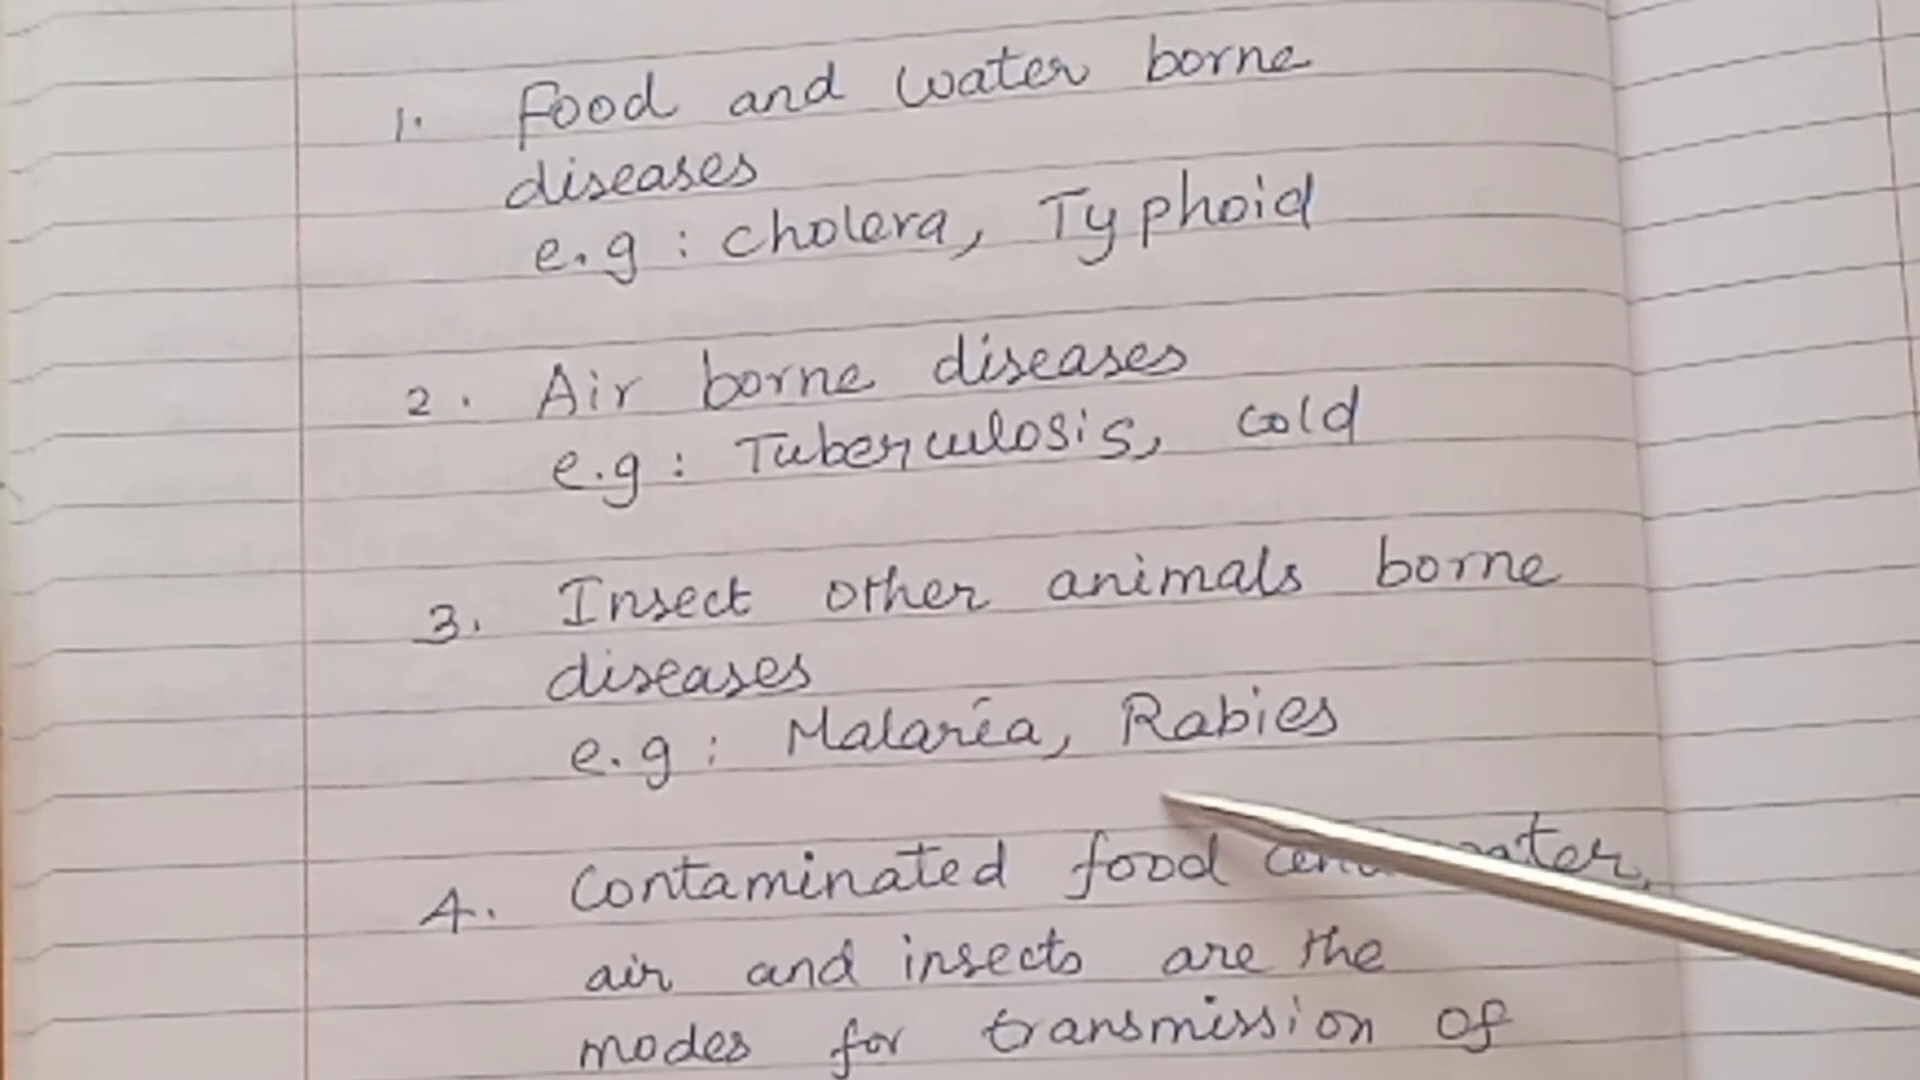 1. Food and water borne
diseases
e.g : cholera, Typhoid
2. Air borne diseases
e.g : Tuberculosis, cold
3. Insect other animals borne
diseases
e.g : Malaria, Rabies
4. Contaminated food
air and insects are the
modes for transmission of